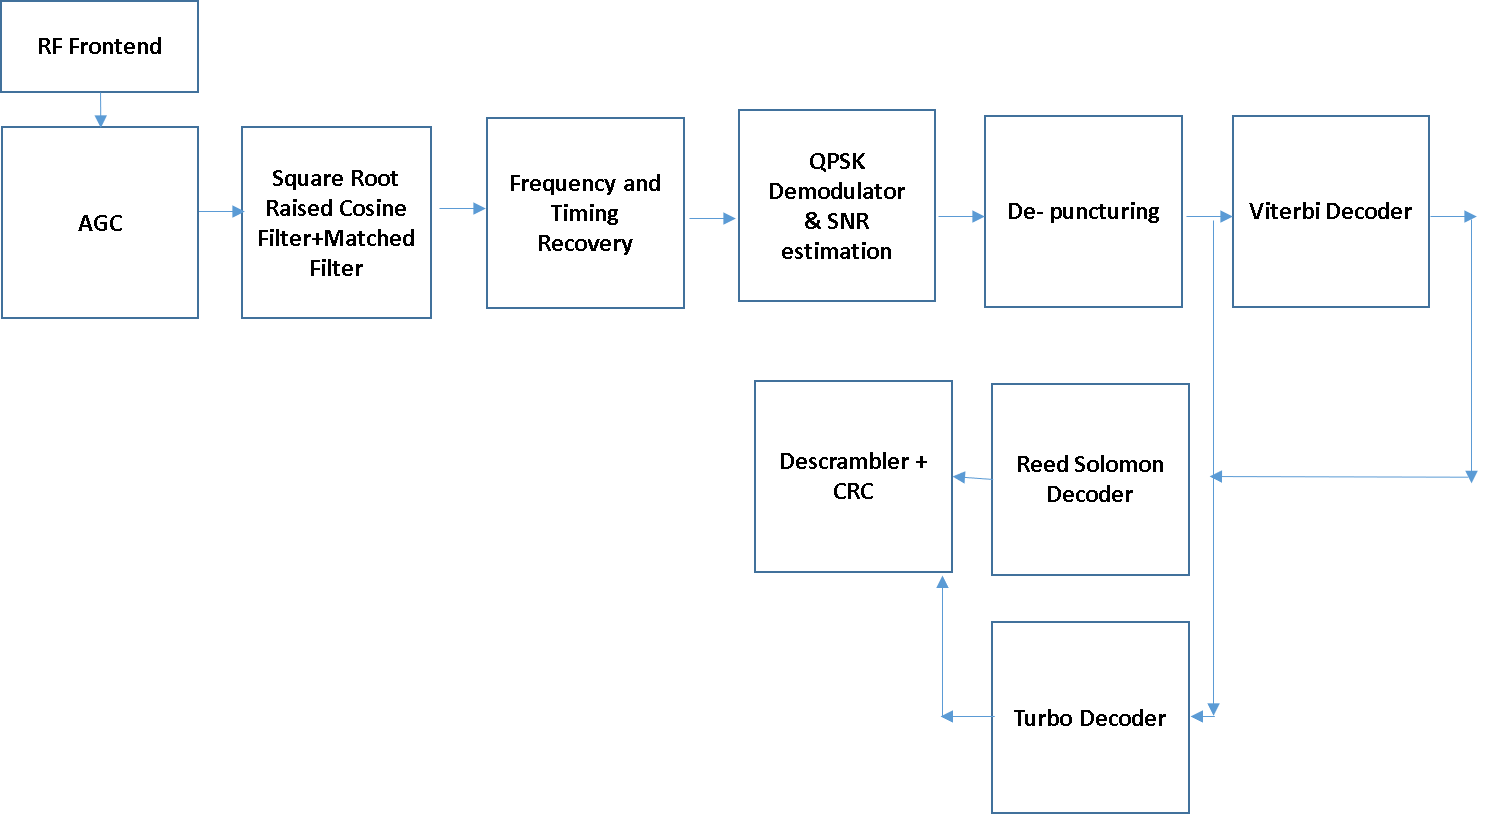 RF Frontend
AGC
Square Root
Raised Cosine
Filter+Matched
Filter
Frequency and
Timing
Recovery
QPSK
Demodulator
& SNR
estimation
De- puncturing
Viterbi Decoder
Descrambler +
CRC
Reed Solomon
Decoder
Turbo Decoder